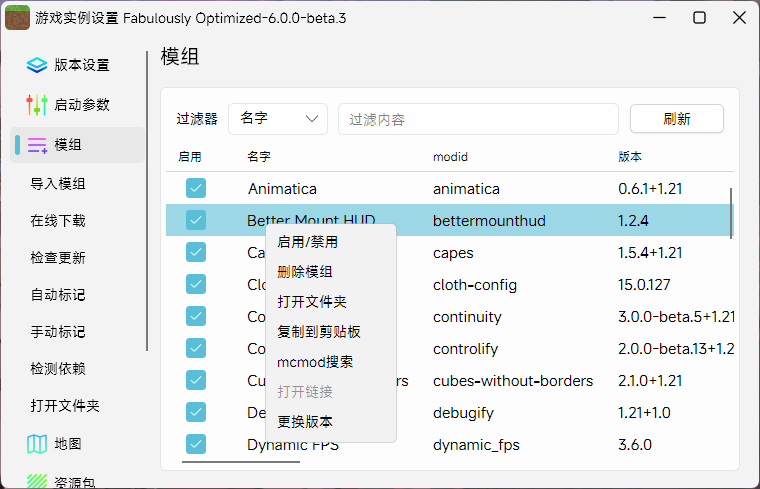 游戏实例设置 Fabulously Optimized-6.0.0-beta.3
版本设置
启动参数
模组
导入模组
在线下载
检查更新
自动标记
手动标记
检测依赖
打开文件夹
地图
资源包
模组
过滤器 名字 过滤内容 刷新
启用 名字 modid 版本
Animatica animatica 0.6.1+1.21
Better Mount HUD bettermounthud 1.2.4
Ca capes 1.5.4+1.21
Clo cloth-config 15.0.127
Co continuity 3.0.0-beta.5+1.21
Co controlify 2.0.0-beta.13+1.2
Cu rs cubes-without-borders 2.1.0+1.21
De debugify 1.21+1.0
Dynamic FPS dynamic_fps 3.6.0
启用/禁用
删除模组
打开文件夹
复制到剪贴板
mcmod搜索
打开链接
更换版本